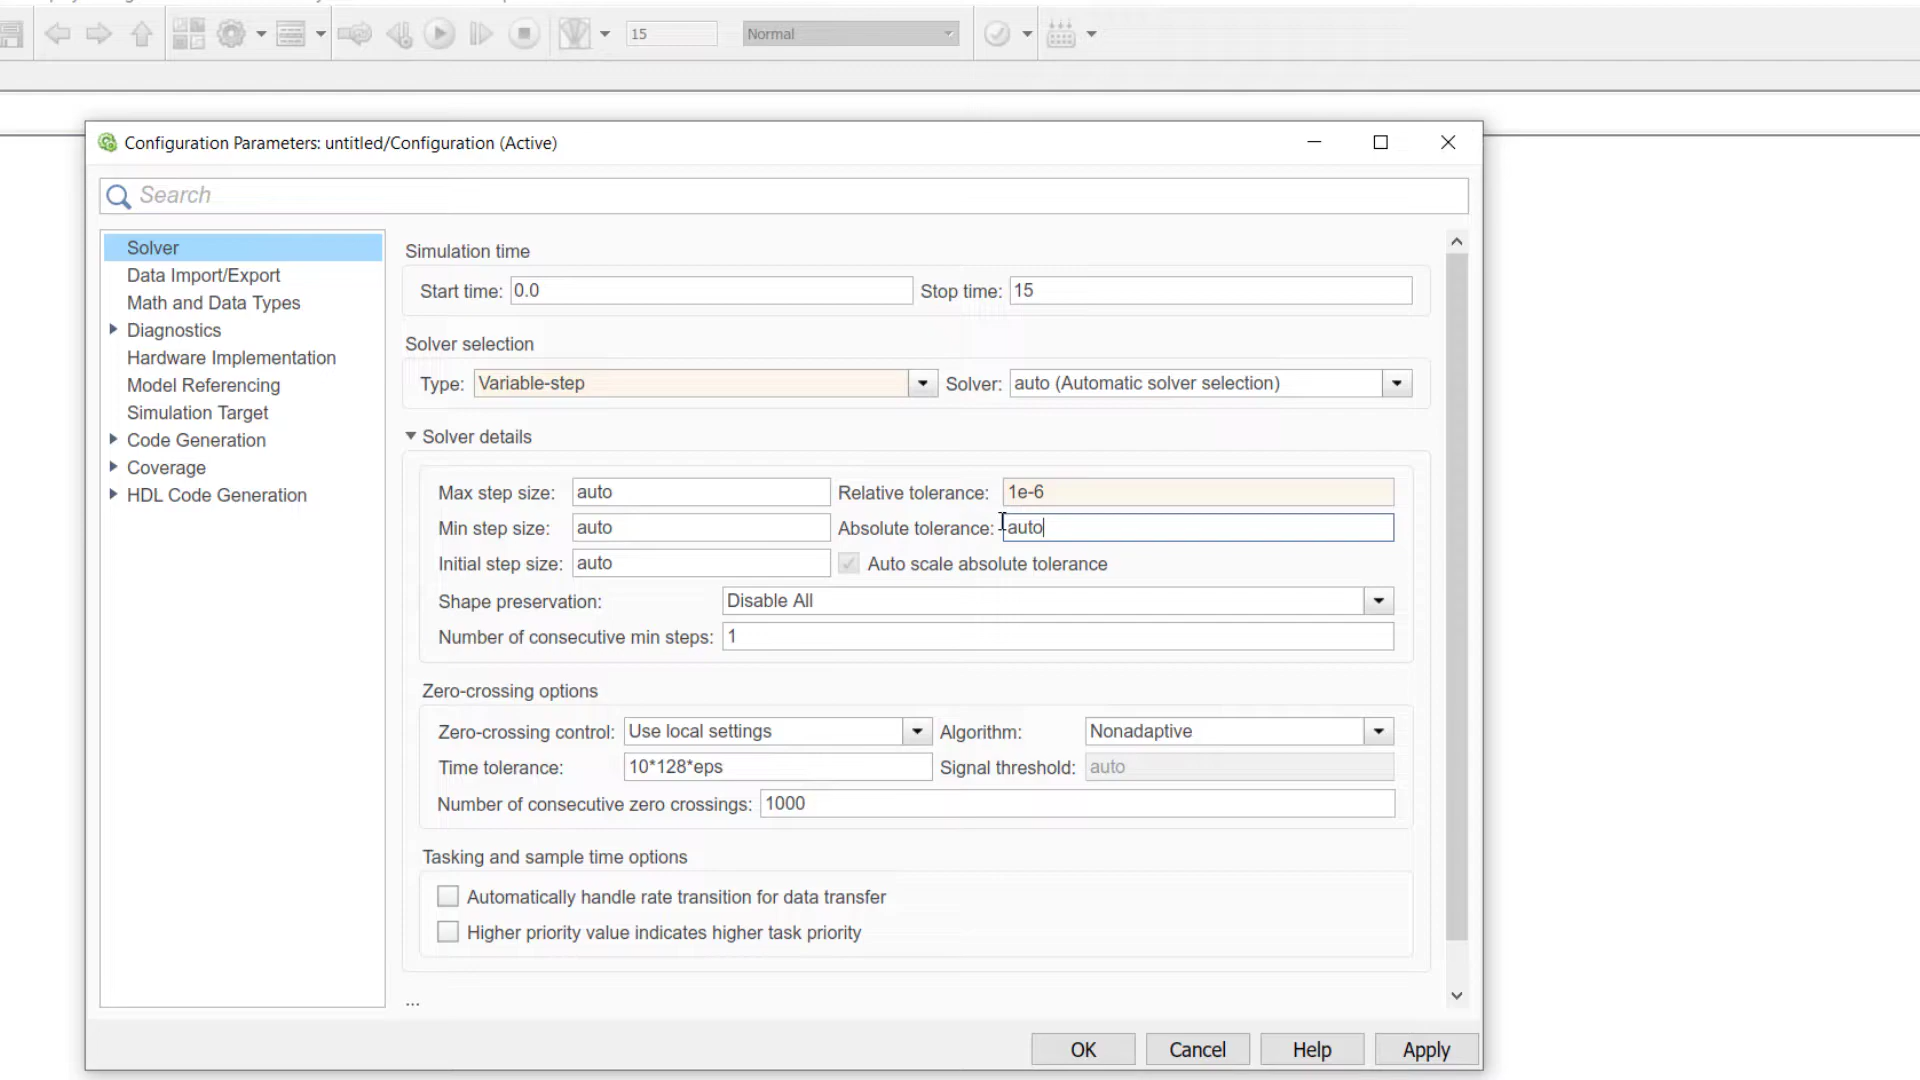 15 Normal
Configuration Parameters: untitled/Configuration (Active)
Search
Solver
Data Import/Export
Math and Data Types
Diagnostics
Hardware Implementation
Model Referencing
Simulation Target
Code Generation
Coverage
HDL Code Generation
Simulation time
Start time: 0.0 Stop time: 15
Solver selection
Type: Variable-step Solver: auto (Automatic solver selection)
Solver details
Max step size: auto Relative tolerance: 1e-6
Min step size: auto Absolute tolerance: auto
Initial step size: auto Auto scale absolute tolerance
Shape preservation: Disable All
Number of consecutive min steps: 1
Zero-crossing options
Zero-crossing control: Use local settings Algorithm: Nonadaptive
Time tolerance: 10*128*eps Signal threshold: auto
Number of consecutive zero crossings: 1000
Tasking and sample time options
Automatically handle rate transition for data transfer
Higher priority value indicates higher task priority
...
OK Cancel Help Apply